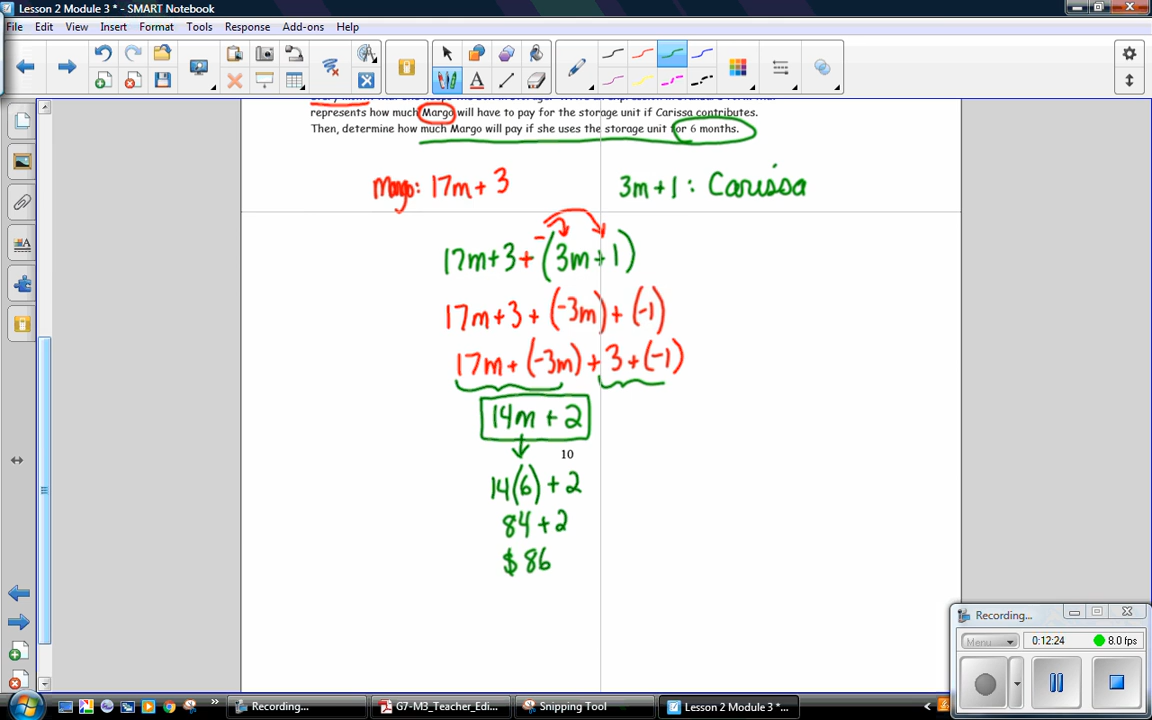 Lesson 2 Module 3 * - SMART Notebook
File Edit View Insert Format Tools Response Add-ons Help
represents how much Margo will have to pay for the storage unit if Carissa contributes.
Then, determine how much Margo will pay if she uses the storage unit for 6 months.
Margo: 17m + 3
3m + 1 : Carissa
17m + 3 + -(3m + 1)
17m + 3 + (-3m) + (-1)
17m + (-3m) + 3 + (-1)
14m + 2
10
14(6) + 2
84 + 2
$86
Recording...
Menu
0:12:24
8.0 fps
Recording...
G7-M3_Teacher_Edi...
Snipping Tool
Lesson 2 Module 3 *...